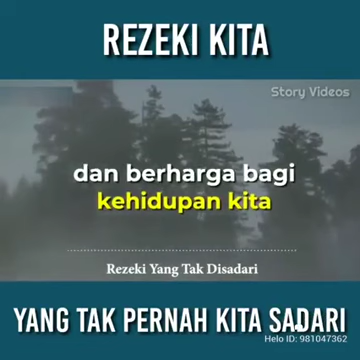 REZEKI KITA
Story Videos
dan berharga bagi
kehidupan kita
Rezeki Yang Tak Disadari
YANG TAK PERNAH KITA SADARI
Helo ID: 981047362